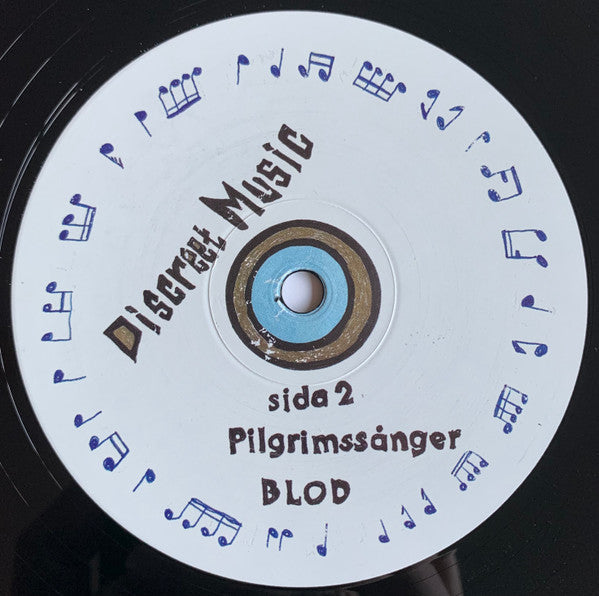 Discreet Music
sida 2
Pilgrimssånger
BLOD